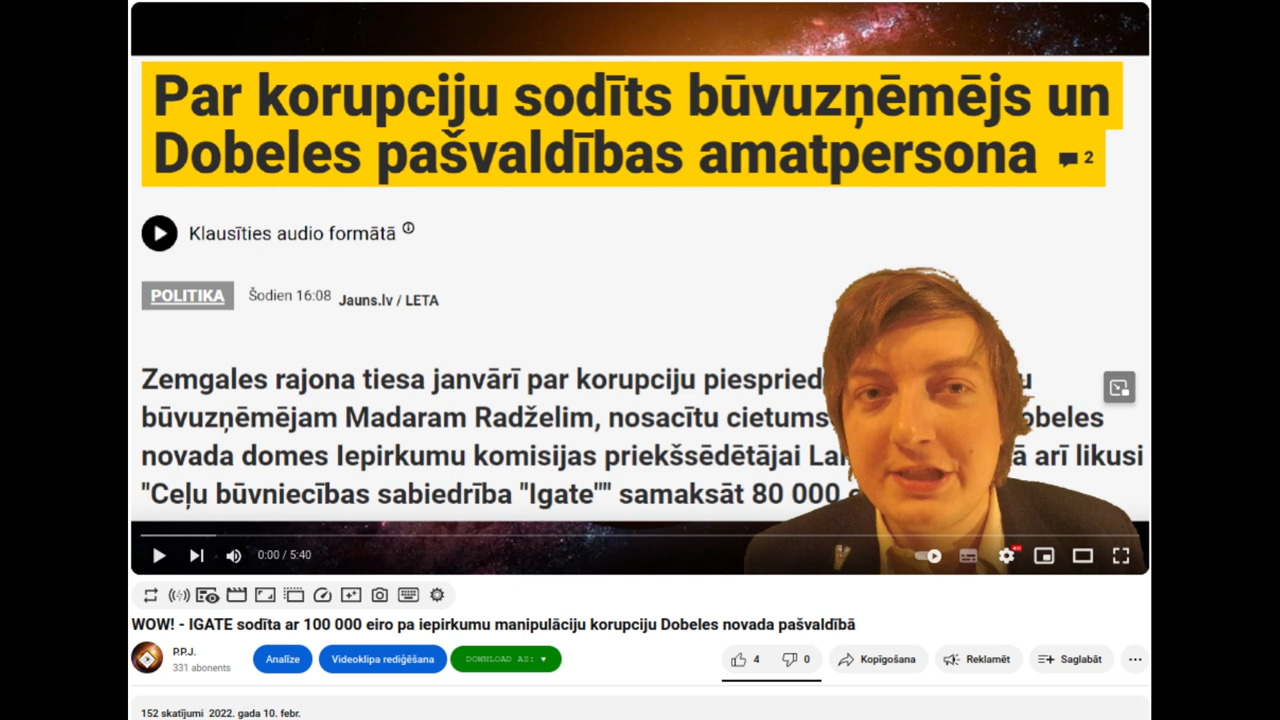 Par korupciju sodīts būvuzņēmējs un
Dobeles pašvaldības amatpersona 2
Klausīties audio formātā
POLITIKA Šodien 16:08 Jauns.lv / LETA
Zemgales rajona tiesa janvārī par korupciju
būvuzņēmējam Madaram Radželim, nosacītu
novada domes Iepirkumu komisijas priekšsēdētājai arī likusi
"Ceļu būvniecības sabiedrība "Igate"" samaksāt 80 000
0:00 / 5:40
WOW! - IGATE sodīta ar 100 000 eiro pa iepirkumu manipulāciju korupciju Dobeles novada pašvaldībā
P.P.J.
331 abonents
Analīze Videoklipa rediģēšana DOWNLOAD AS: ▼ 4 0 Kopīgošana Reklamēt Saglabāt
152 skatījumi 2022. gada 10. febr.